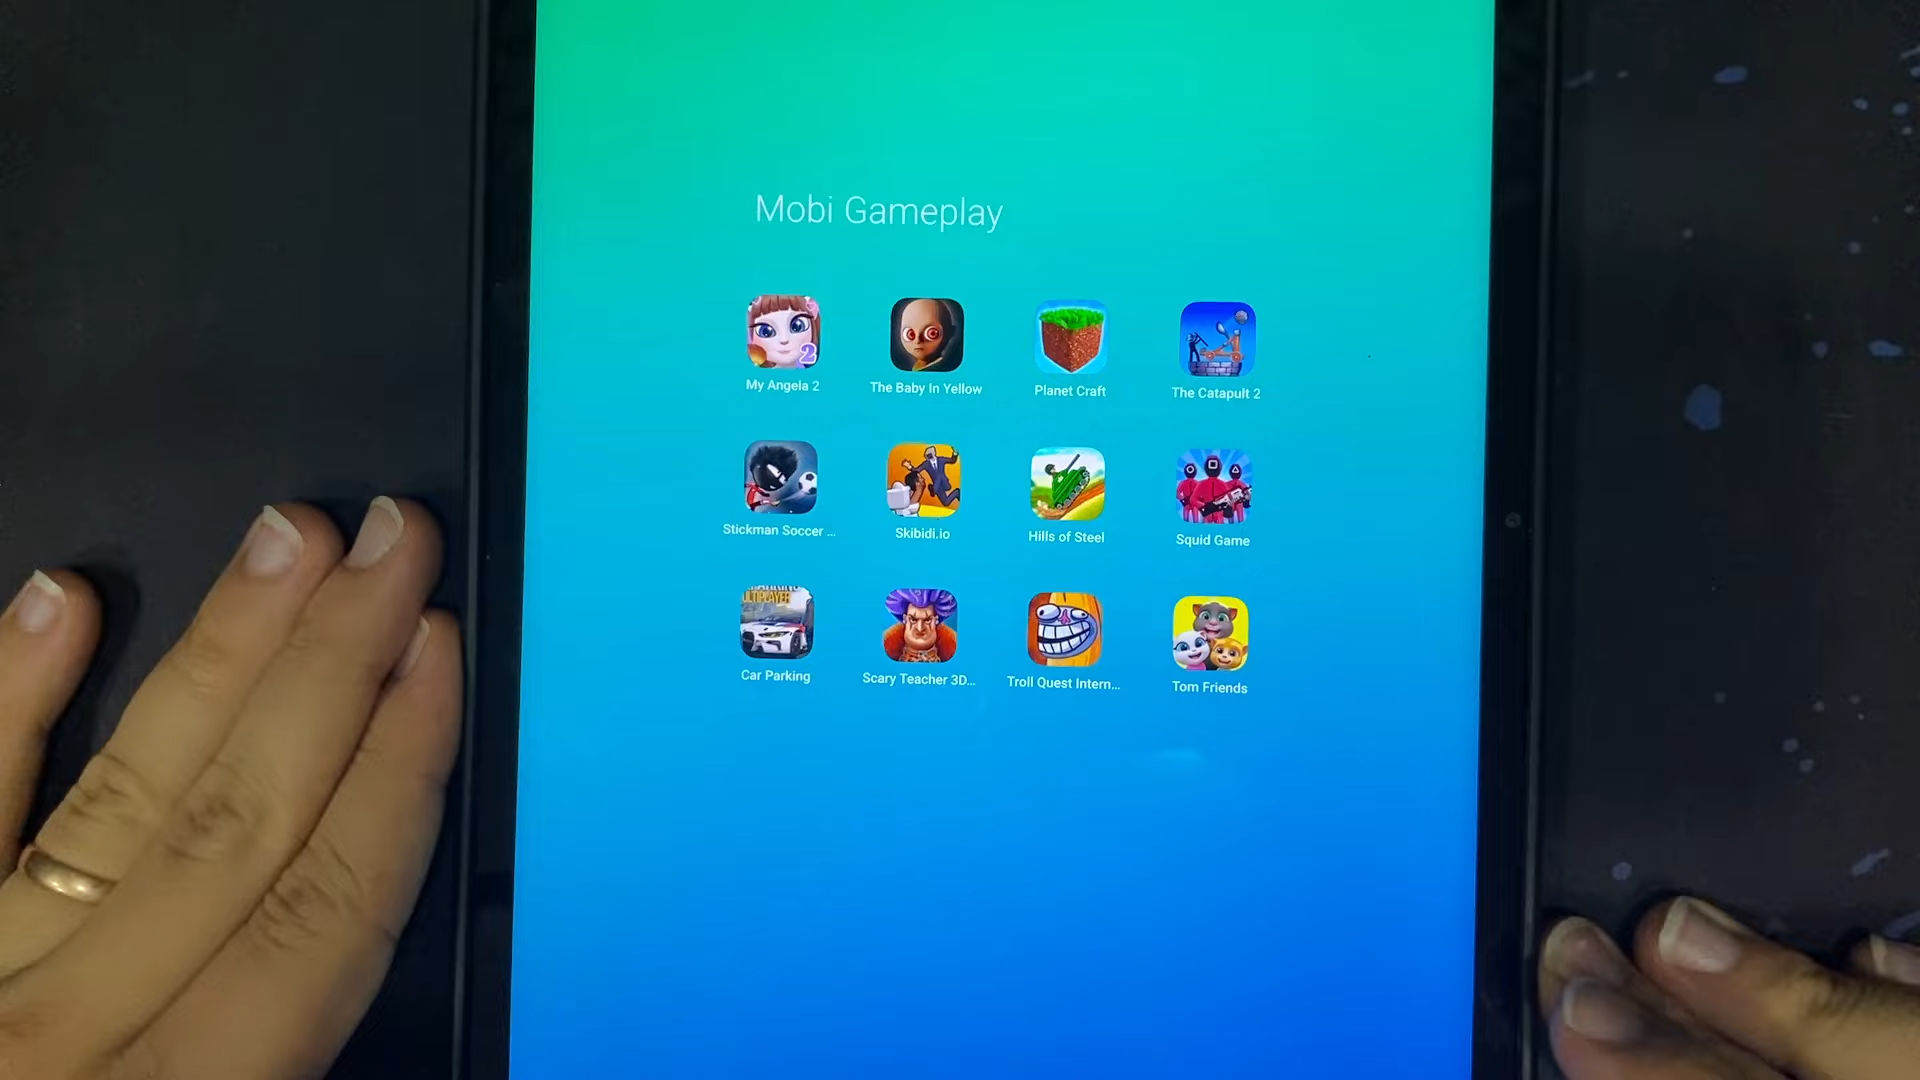 Mobi Gameplay
2
My Angela 2
The Baby In Yellow
Planet Craft
The Catapult 2
Stickman Soccer ...
Skibidi.io
Hills of Steel
Squid Game
Car Parking
Scary Teacher 3D...
Troll Quest Intern...
Tom Friends